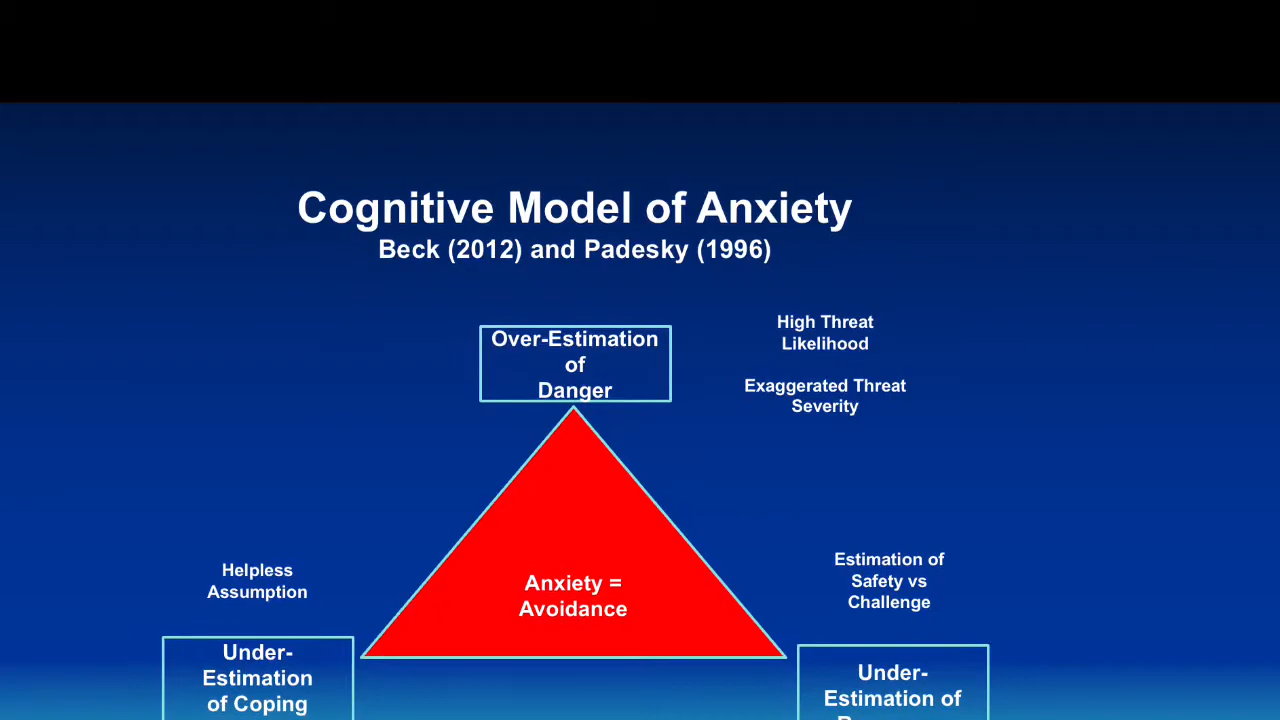 Cognitive Model of Anxiety
Beck (2012) and Padesky (1996)
Over-Estimation
of
Danger
High Threat
Likelihood
Exaggerated Threat
Severity
Anxiety =
Avoidance
Helpless
Assumption
Estimation of
Safety vs
Challenge
Under-
Estimation
of Coping
Under-
Estimation of